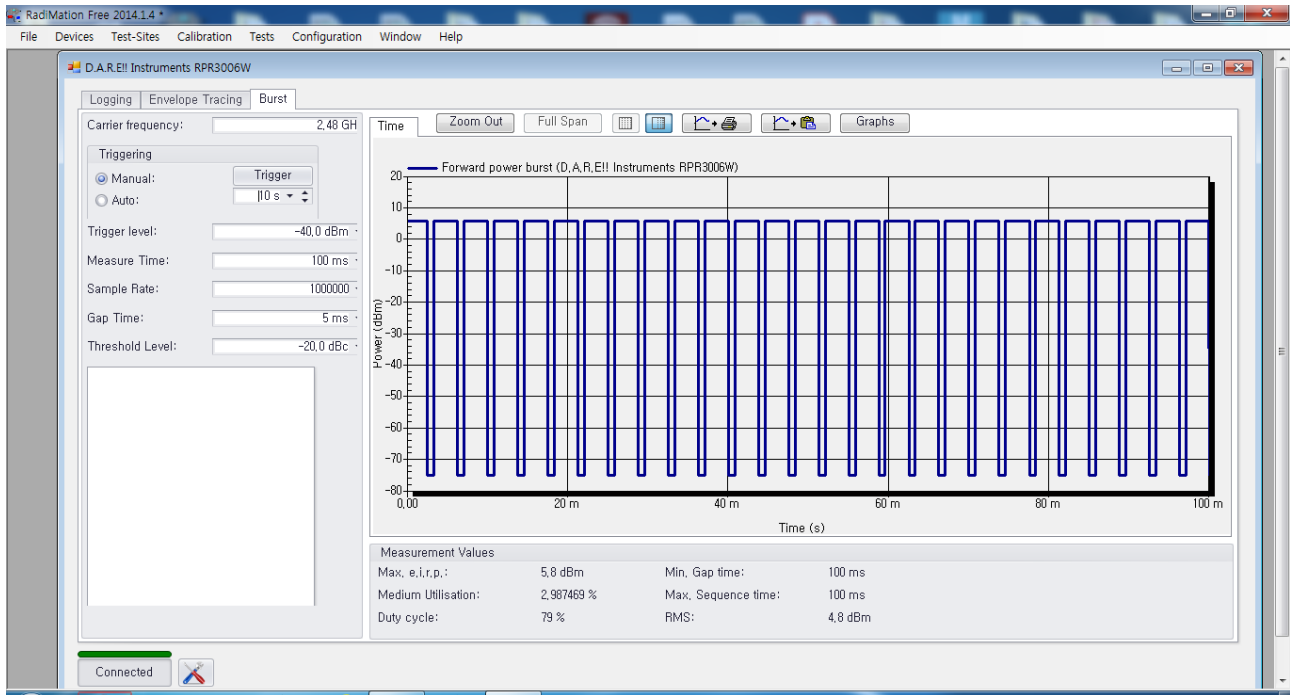 RadiMation Free 2014.1.4 *
File Devices Test-Sites Calibration Tests Configuration Window Help
D.A.R.E!! Instruments RPR3006W
Logging Envelope Tracing Burst
Carrier frequency: 2,48 GH
Triggering
Manual: Trigger
Auto: 10 s
Trigger level: -40,0 dBm
Measure Time: 100 ms
Sample Rate: 1000000
Gap Time: 5 ms
Threshold Level: -20,0 dBc
Time Zoom Out Full Span Graphs
Forward power burst (D,A,R,E!! Instruments RPR3006W)
Power (dBm)
20
10
0
-10
-20
-30
-40
-50
-60
-70
-80
0,00 20 m 40 m 60 m 80 m 100 m
Time (s)
Measurement Values
Max, e,i,r,p,: 5,8 dBm Min, Gap time: 100 ms
Medium Utilisation: 2,987469 % Max, Sequence time: 100 ms
Duty cycle: 79 % RMS: 4,8 dBm
Connected